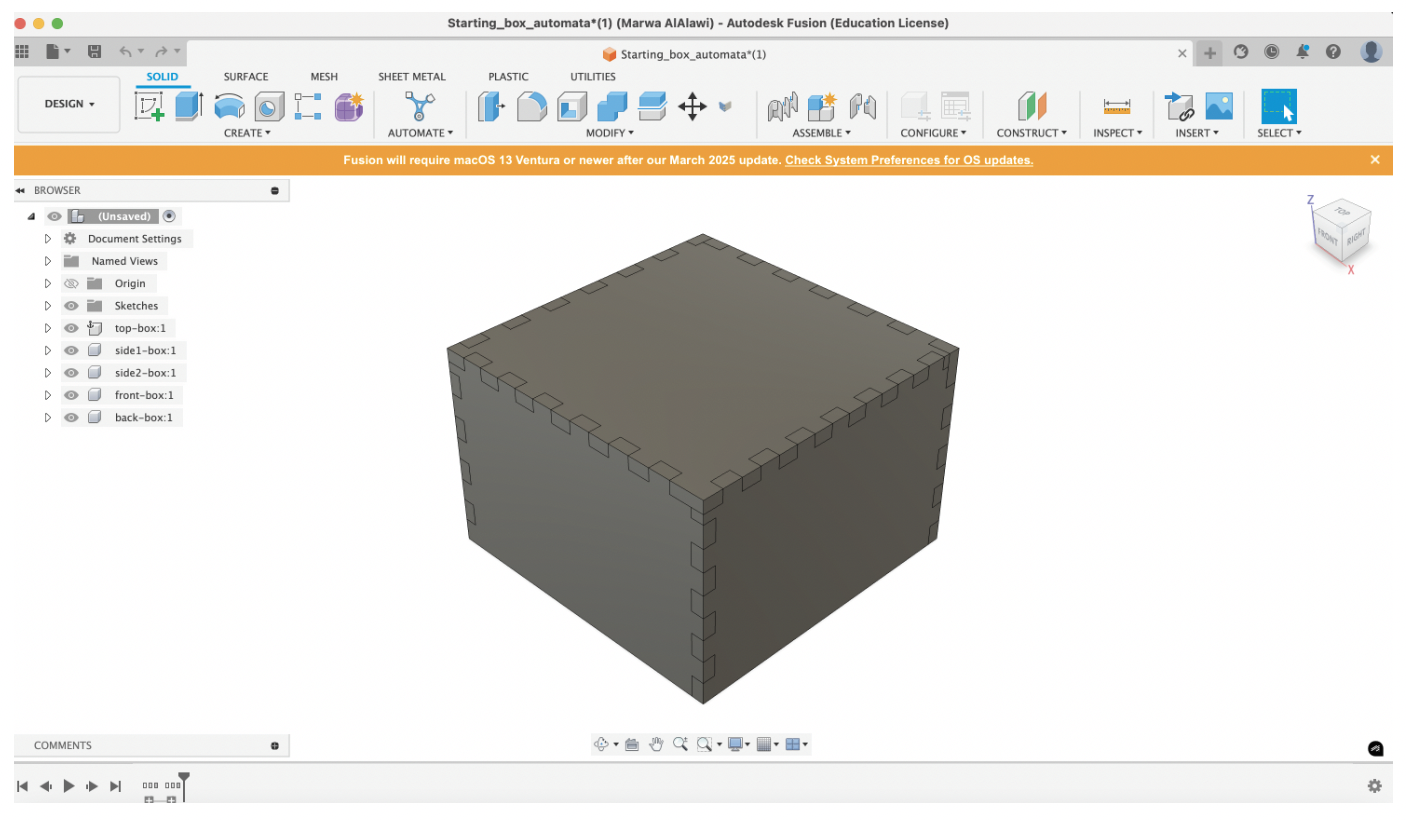 Starting_box_automata*(1) (Marwa AlAlawi) - Autodesk Fusion (Education License)
Starting_box_automata*(1)
SOLID SURFACE MESH SHEET METAL PLASTIC UTILITIES
DESIGN
CREATE AUTOMATE MODIFY ASSEMBLE CONFIGURE CONSTRUCT INSPECT INSERT SELECT
Fusion will require macOS 13 Ventura or newer after our March 2025 update. Check System Preferences for OS updates.
BROWSER
(Unsaved)
Document Settings
Named Views
Origin
Sketches
top-box:1
side1-box:1
side2-box:1
front-box:1
back-box:1
Z
TOP
FRONT RIGHT
X
COMMENTS